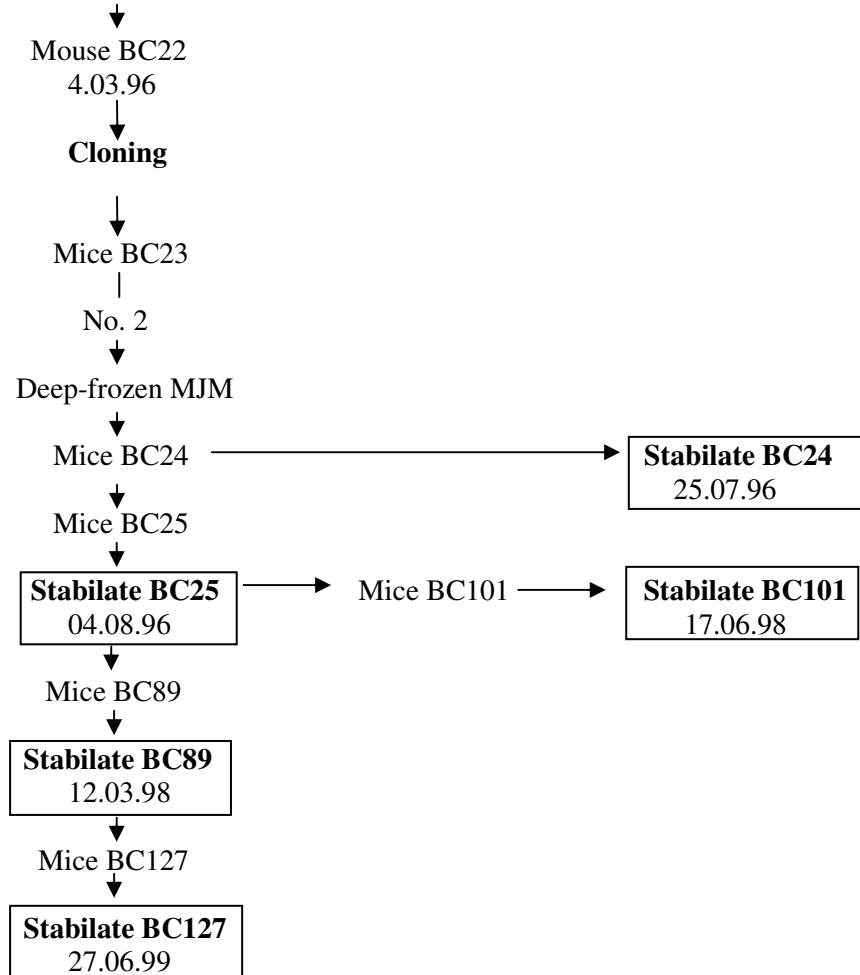 Mouse BC22
4.03.96
Cloning
Mice BC23
No. 2
Deep-frozen MJM
Mice BC24
Stabilate BC24
25.07.96
Mice BC25
Stabilate BC25
04.08.96
Mice BC101
Stabilate BC101
17.06.98
Mice BC89
Stabilate BC89
12.03.98
Mice BC127
Stabilate BC127
27.06.99